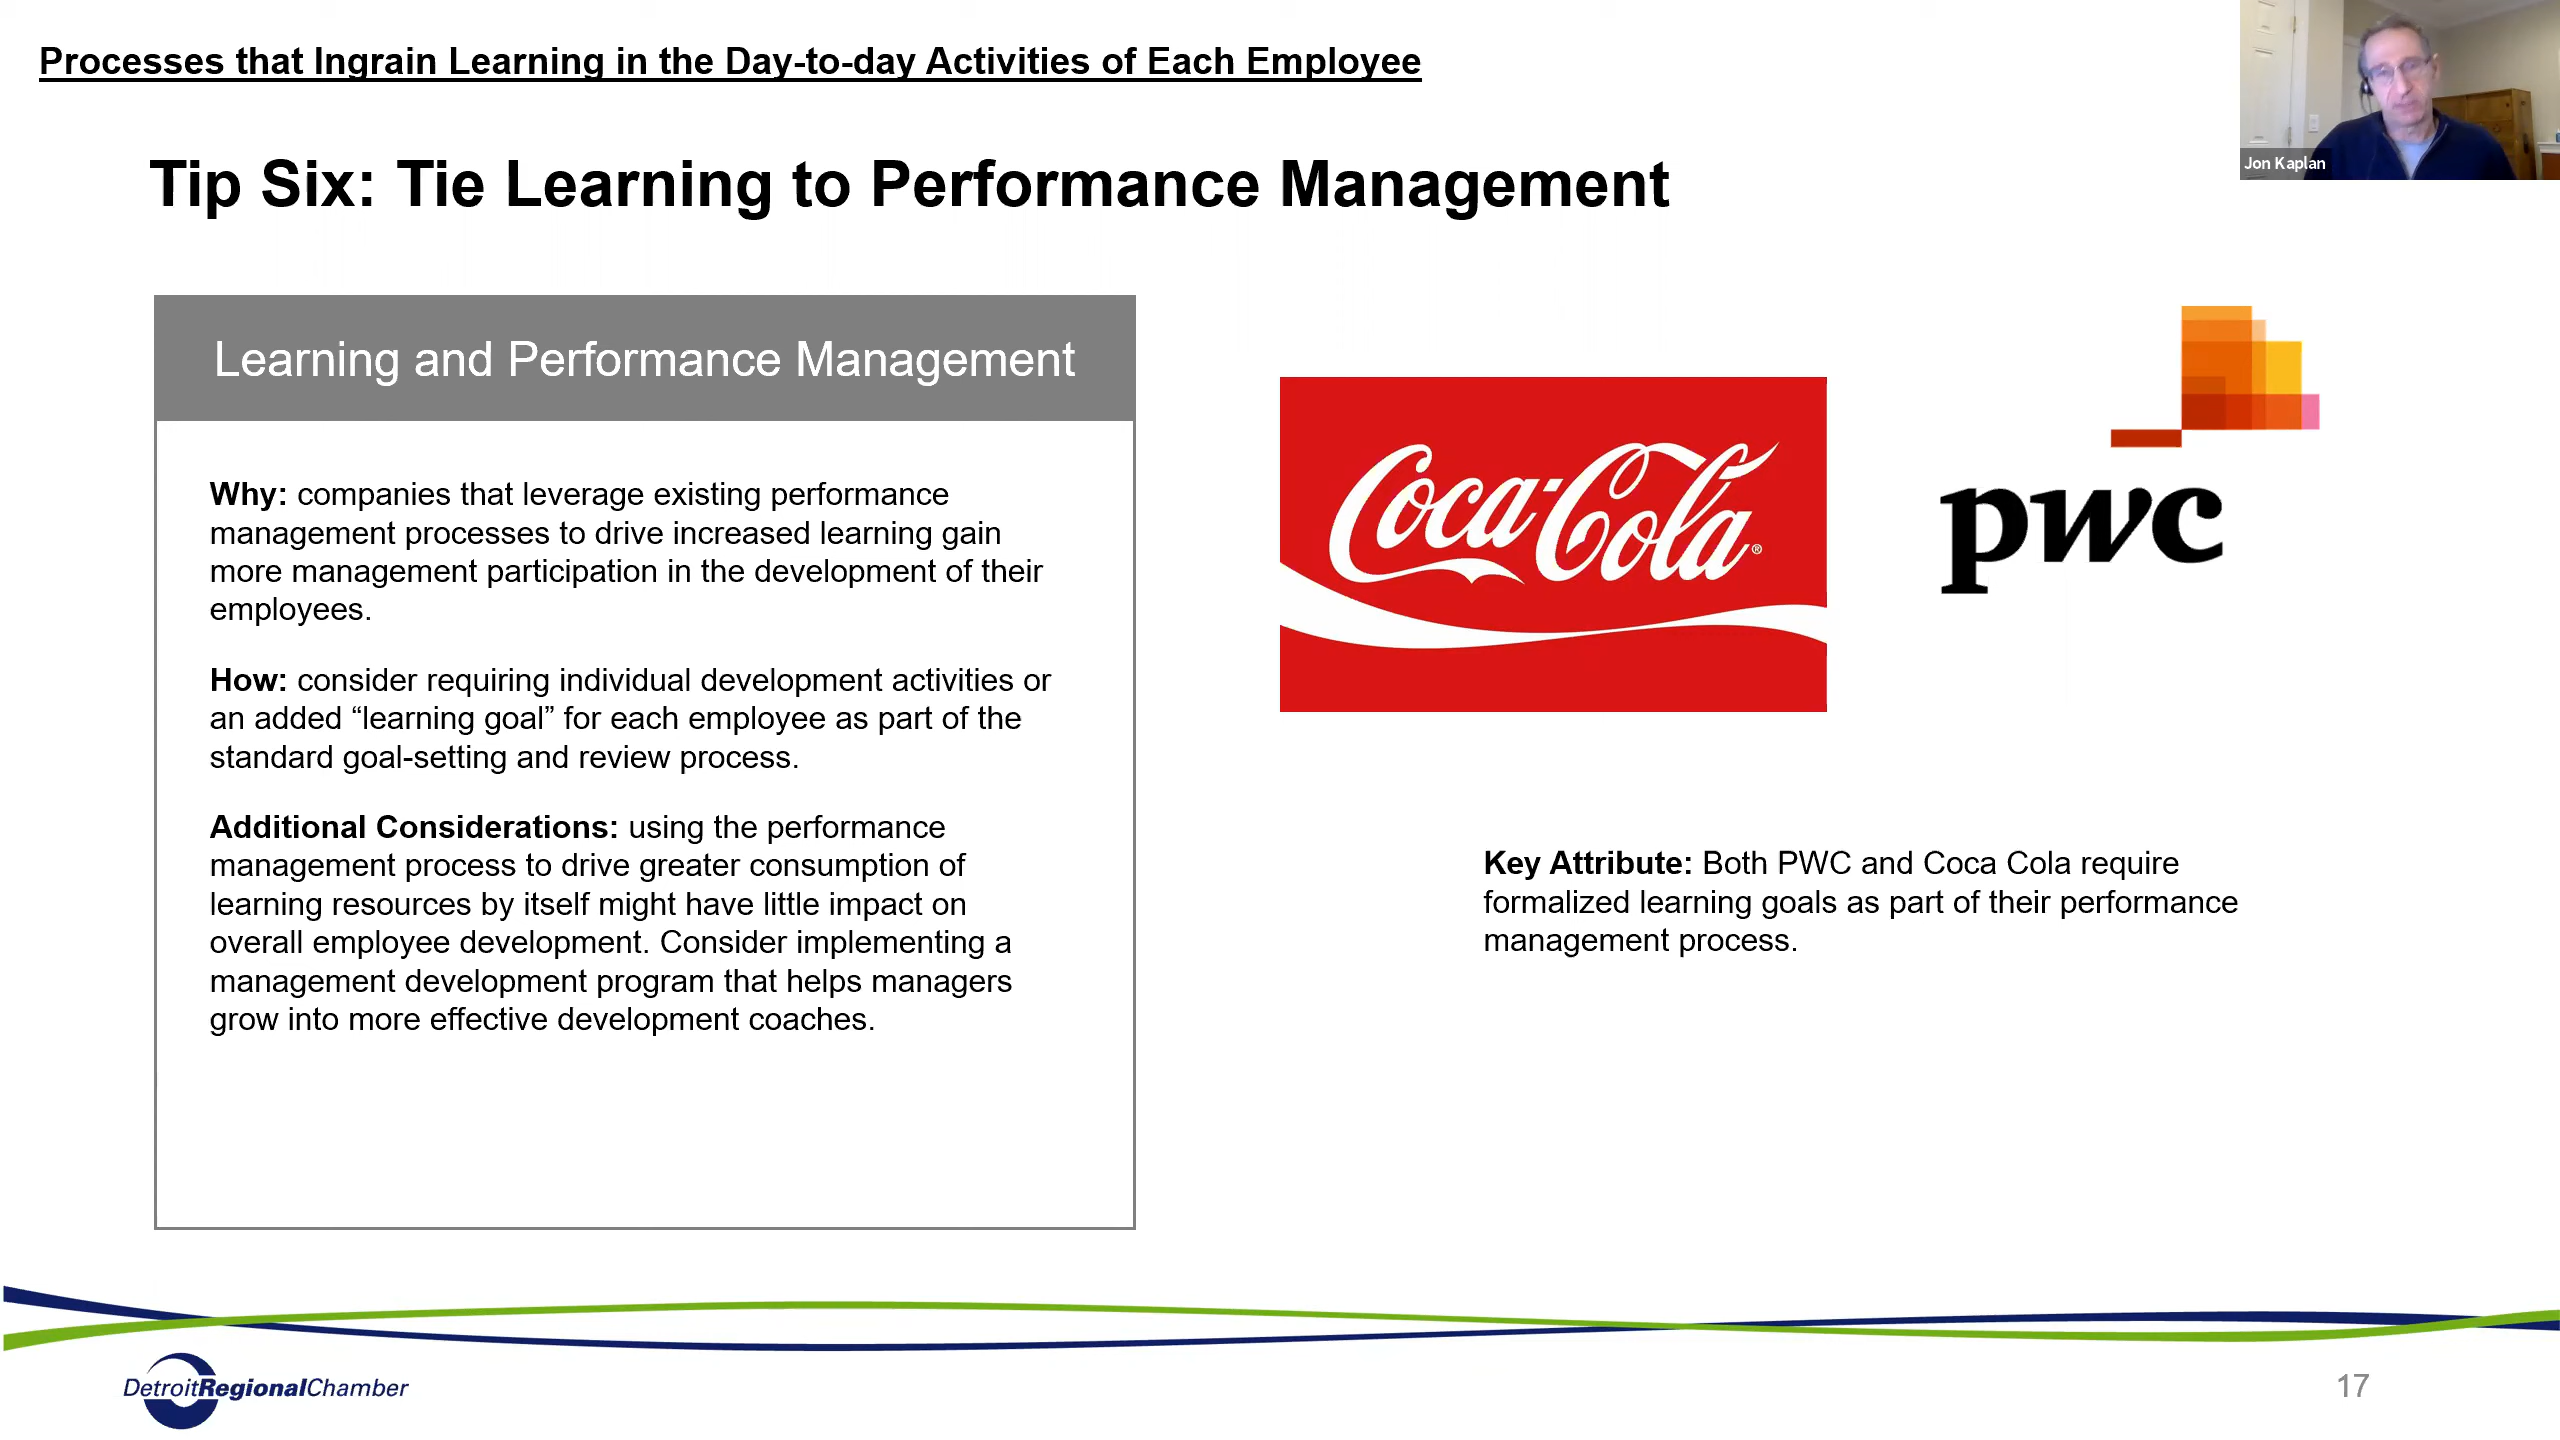 Processes that Ingrain Learning in the Day-to-day Activities of Each Employee
Jon Kaplan
Tip Six: Tie Learning to Performance Management
Learning and Performance Management
Why: companies that leverage existing performance
management processes to drive increased learning gain
more management participation in the development of their
employees.
How: consider requiring individual development activities or
an added “learning goal” for each employee as part of the
standard goal-setting and review process.
Additional Considerations: using the performance
management process to drive greater consumption of
learning resources by itself might have little impact on
overall employee development. Consider implementing a
management development program that helps managers
grow into more effective development coaches.
Coca-Cola®
pwc
Key Attribute: Both PWC and Coca Cola require
formalized learning goals as part of their performance
management process.
DetroitRegionalChamber
17